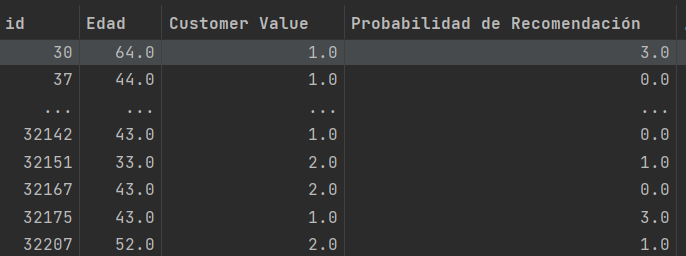 id Edad Customer Value Probabilidad de Recomendación
30 64.0 1.0 3.0
37 44.0 1.0 0.0
... ... ... ...
32142 43.0 1.0 0.0
32151 33.0 2.0 1.0
32167 43.0 2.0 0.0
32175 43.0 1.0 3.0
32207 52.0 2.0 1.0